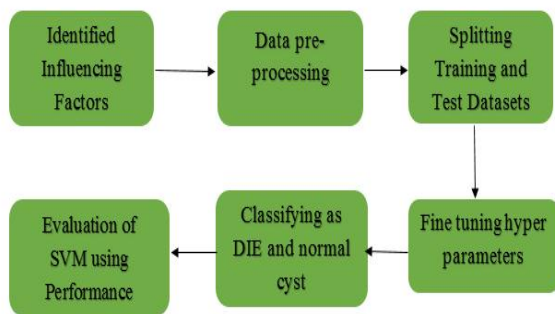 Identified
Influencing
Factors
Data pre-
processing
Splitting
Training and
Test Datasets
Fine tuning hyper
parameters
Classifying as
DIE and normal
cyst
Evaluation of
SVM using
Performance